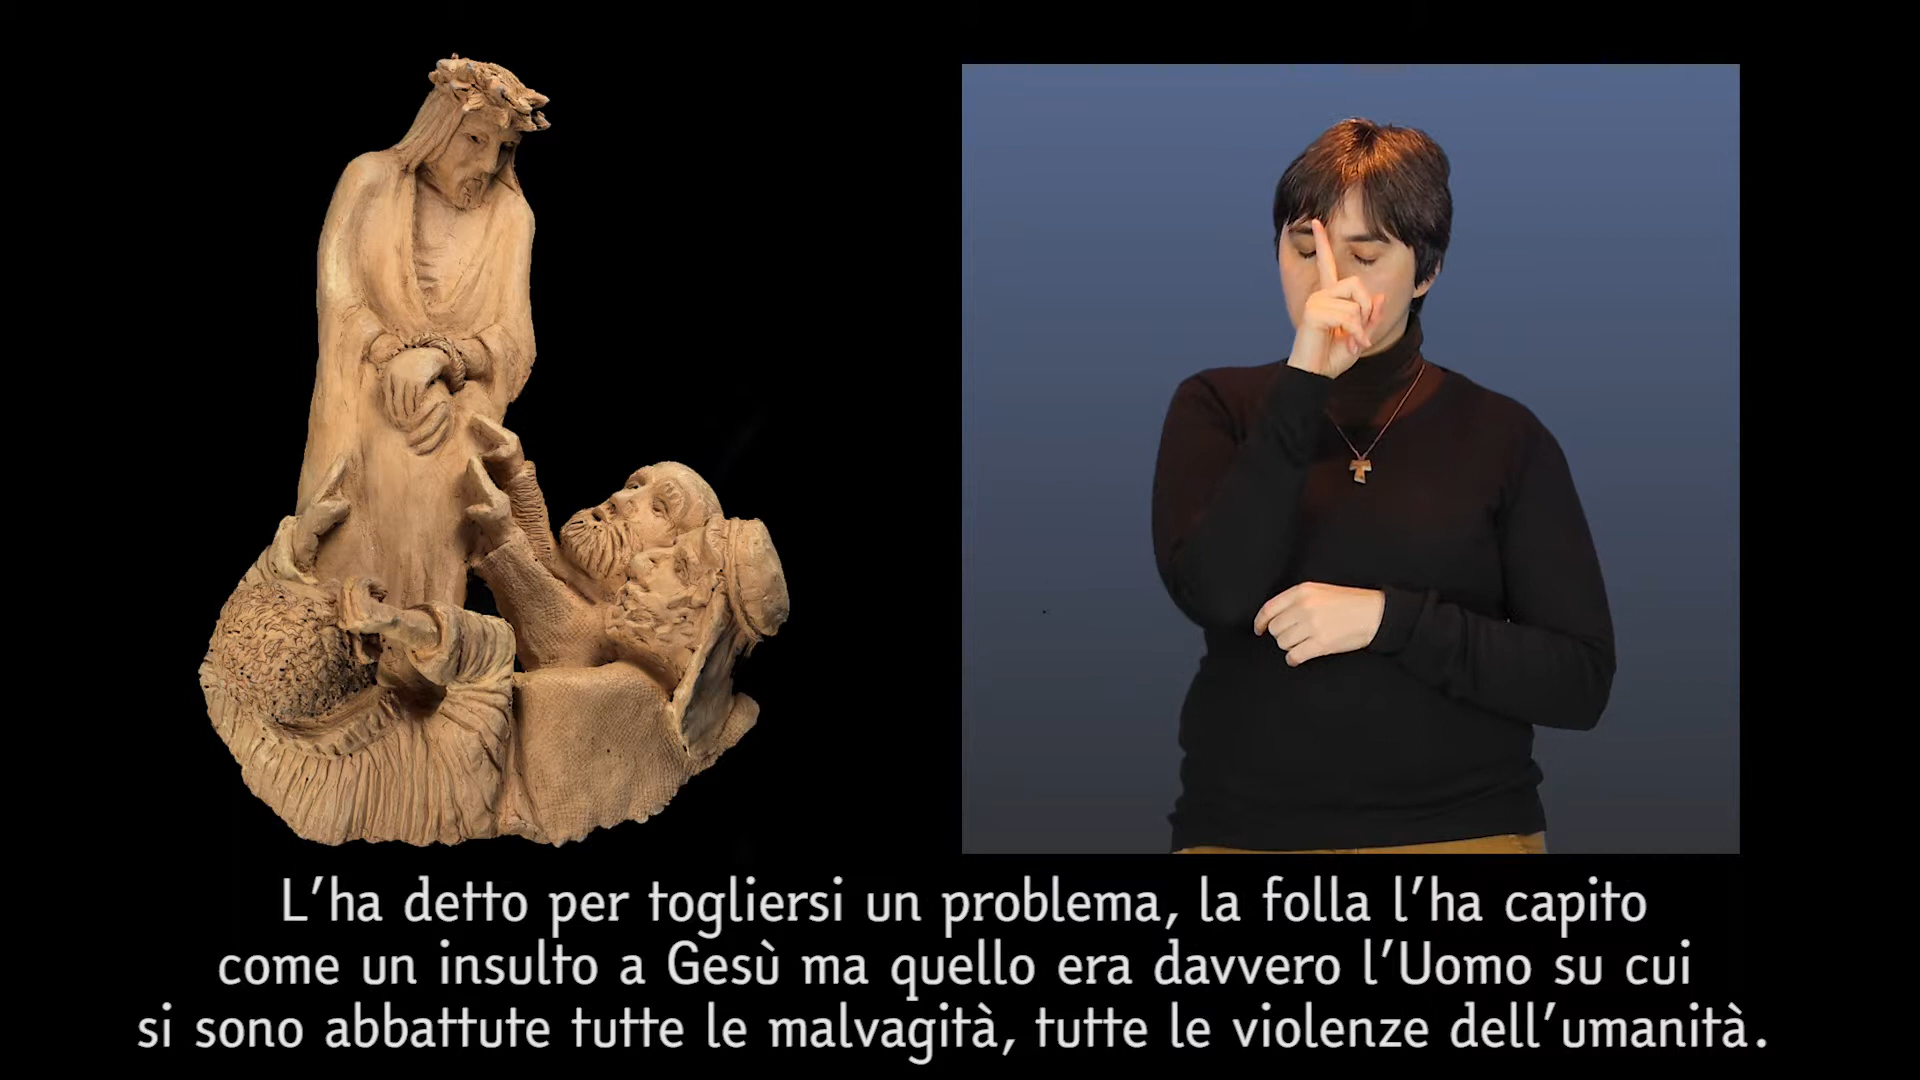 L'ha detto per togliersi un problema, la folla l'ha capito
come un insulto a Gesù ma quello era davvero l'Uomo su cui
si sono abbattute tutte le malvagità, tutte le violenze dell'umanità.